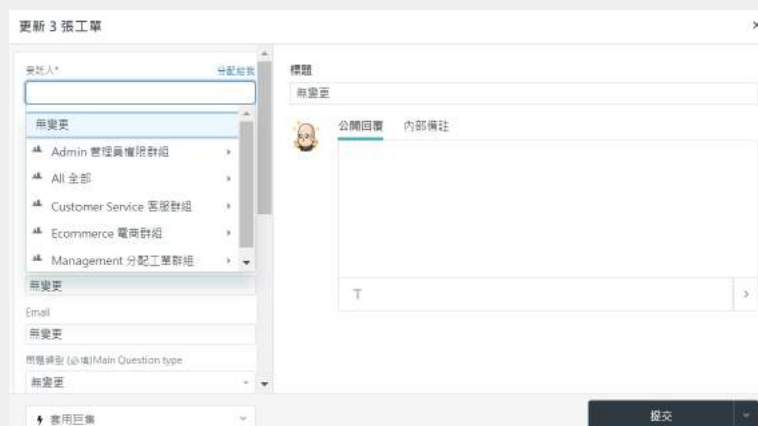 更新 3 張工單
受託人*
分配給我
無變更
Admin 管理員權限群組
All 全部
Customer Service 客服群組
Ecommerce 電商群組
Management 分配工單群組
無變更
Email
無變更
問題類型 (必填)Main Question type
無變更
套用巨集
標題
無變更
公開回覆 內部備註
T
提交